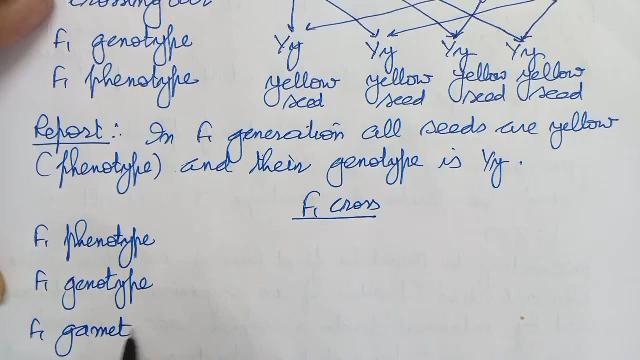 crossing over
F₁ genotype Yy Yy Yy Yy
F₁ phenotype yellow seed yellow seed yellow seed yellow seed
Report:- In F₁ generation all seeds are yellow
(phenotype) and their genotype is Yy.
F₁ cross
F₁ phenotype
F₁ genotype
F₁ gamet